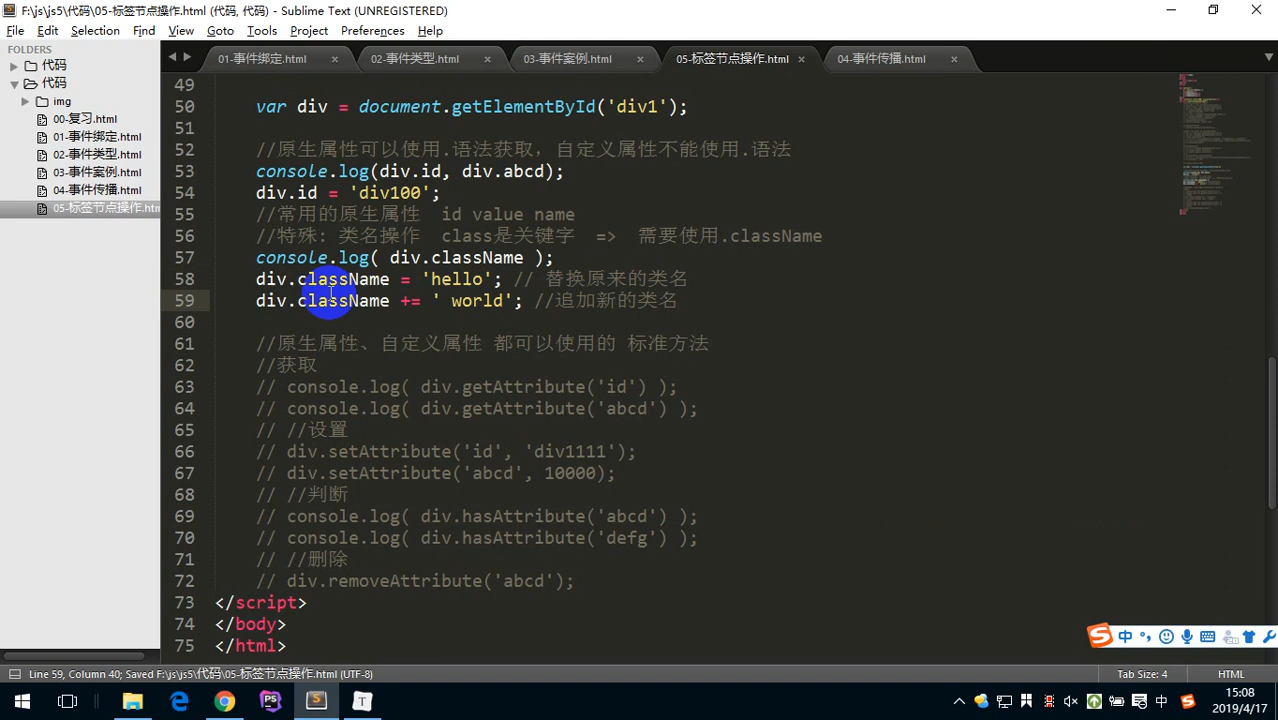 F:\js\js5\代码\05-标签节点操作.html (代码, 代码) - Sublime Text (UNREGISTERED)
File Edit Selection Find View Goto Tools Project Preferences Help
FOLDERS
代码
代码
img
00-复习.html
01-事件绑定.html
02-事件类型.html
03-事件案例.html
04-事件传播.html
05-标签节点操作.htm
01-事件绑定.html × 02-事件类型.html × 03-事件案例.html × 05-标签节点操作.html × 04-事件传播.html ×
49
50 var div = document.getElementById('div1');
51
52 //原生属性可以使用.语法获取，自定义属性不能使用.语法
53 console.log(div.id, div.abcd);
54 div.id = 'div100';
55 //常用的原生属性 id value name
56 //特殊: 类名操作 class是关键字 => 需要使用.className
57 console.log( div.className );
58 div.className = 'hello'; // 替换原来的类名
59 div.className += ' world'; //追加新的类名
60
61 //原生属性、自定义属性 都可以使用的 标准方法
62 //获取
63 // console.log( div.getAttribute('id') );
64 // console.log( div.getAttribute('abcd') );
65 // //设置
66 // div.setAttribute('id', 'div1111');
67 // div.setAttribute('abcd', 10000);
68 // //判断
69 // console.log( div.hasAttribute('abcd') );
70 // console.log( div.hasAttribute('defg') );
71 // //删除
72 // div.removeAttribute('abcd');
73 </script>
74 </body>
75 </html>
中
Line 59, Column 40; Saved F:\js\js5\代码\05-标签节点操作.html (UTF-8) Tab Size: 4 HTML
中
15:08
2019/4/17